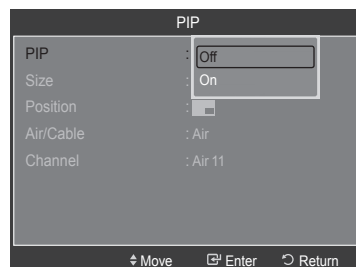 PIP
PIP : Off
Size : On
Position :
Air/Cable : Air
Channel : Air 11
Move Enter Return